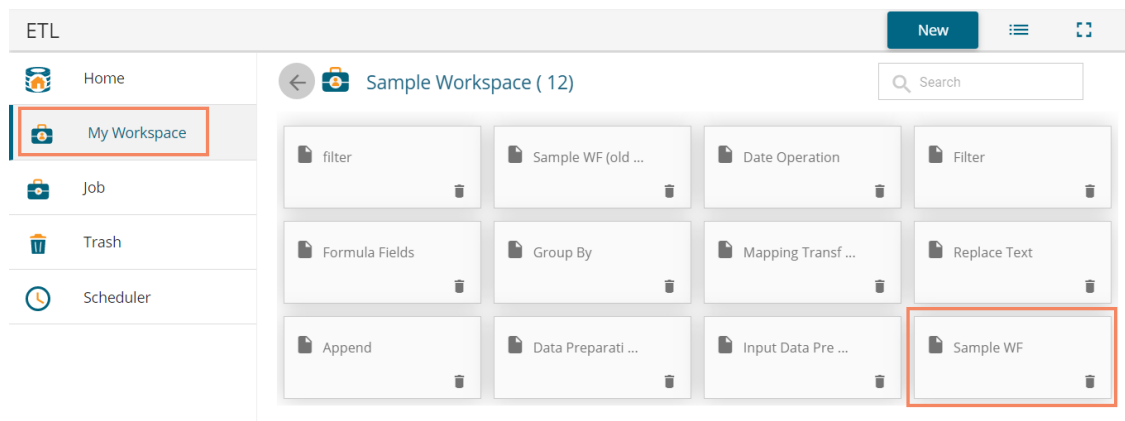 ETL
New
Home
My Workspace
Job
Trash
Scheduler
Sample Workspace ( 12)
Search
filter
Sample WF (old ...
Date Operation
Filter
Formula Fields
Group By
Mapping Transf ...
Replace Text
Append
Data Preparati ...
Input Data Pre ...
Sample WF